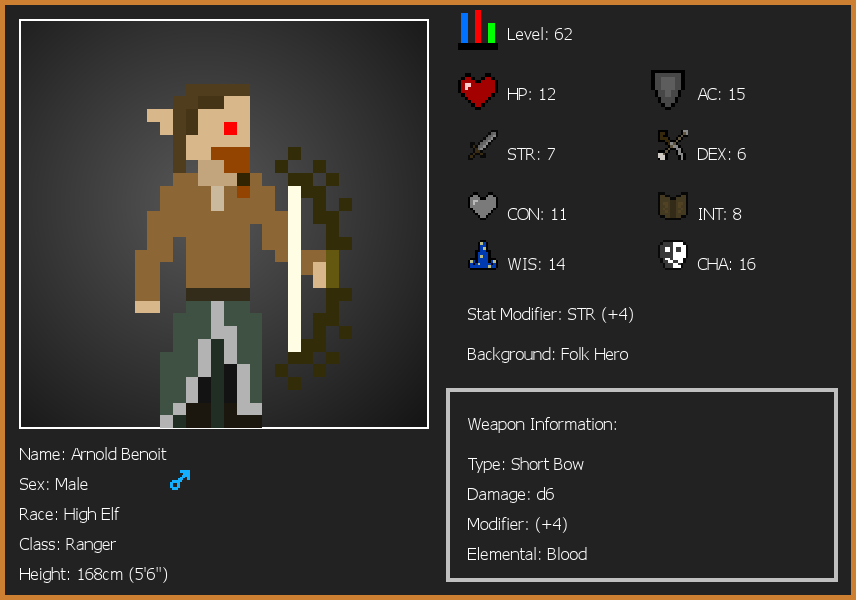 Level: 62
HP: 12
AC: 15
STR: 7
DEX: 6
CON: 11
INT: 8
WIS: 14
CHA: 16
Stat Modifier: STR (+4)
Background: Folk Hero
Weapon Information:
Type: Short Bow
Damage: d6
Modifier: (+4)
Elemental: Blood
Name: Arnold Benoit
Sex: Male
Race: High Elf
Class: Ranger
Height: 168cm (5'6")